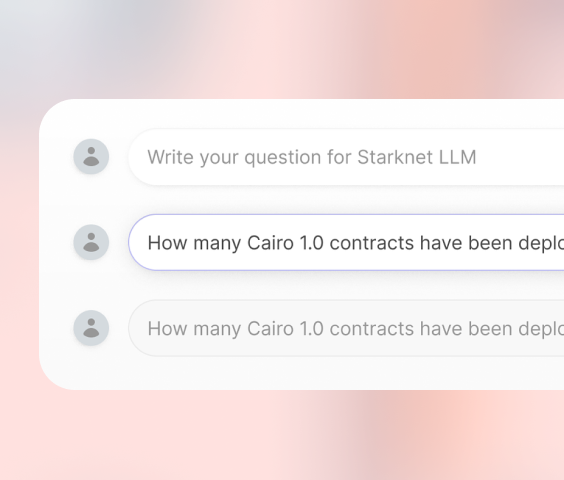 Write your question for Starknet LLM
How many Cairo 1.0 contracts have been deplo
How many Cairo 1.0 contracts have been deplo